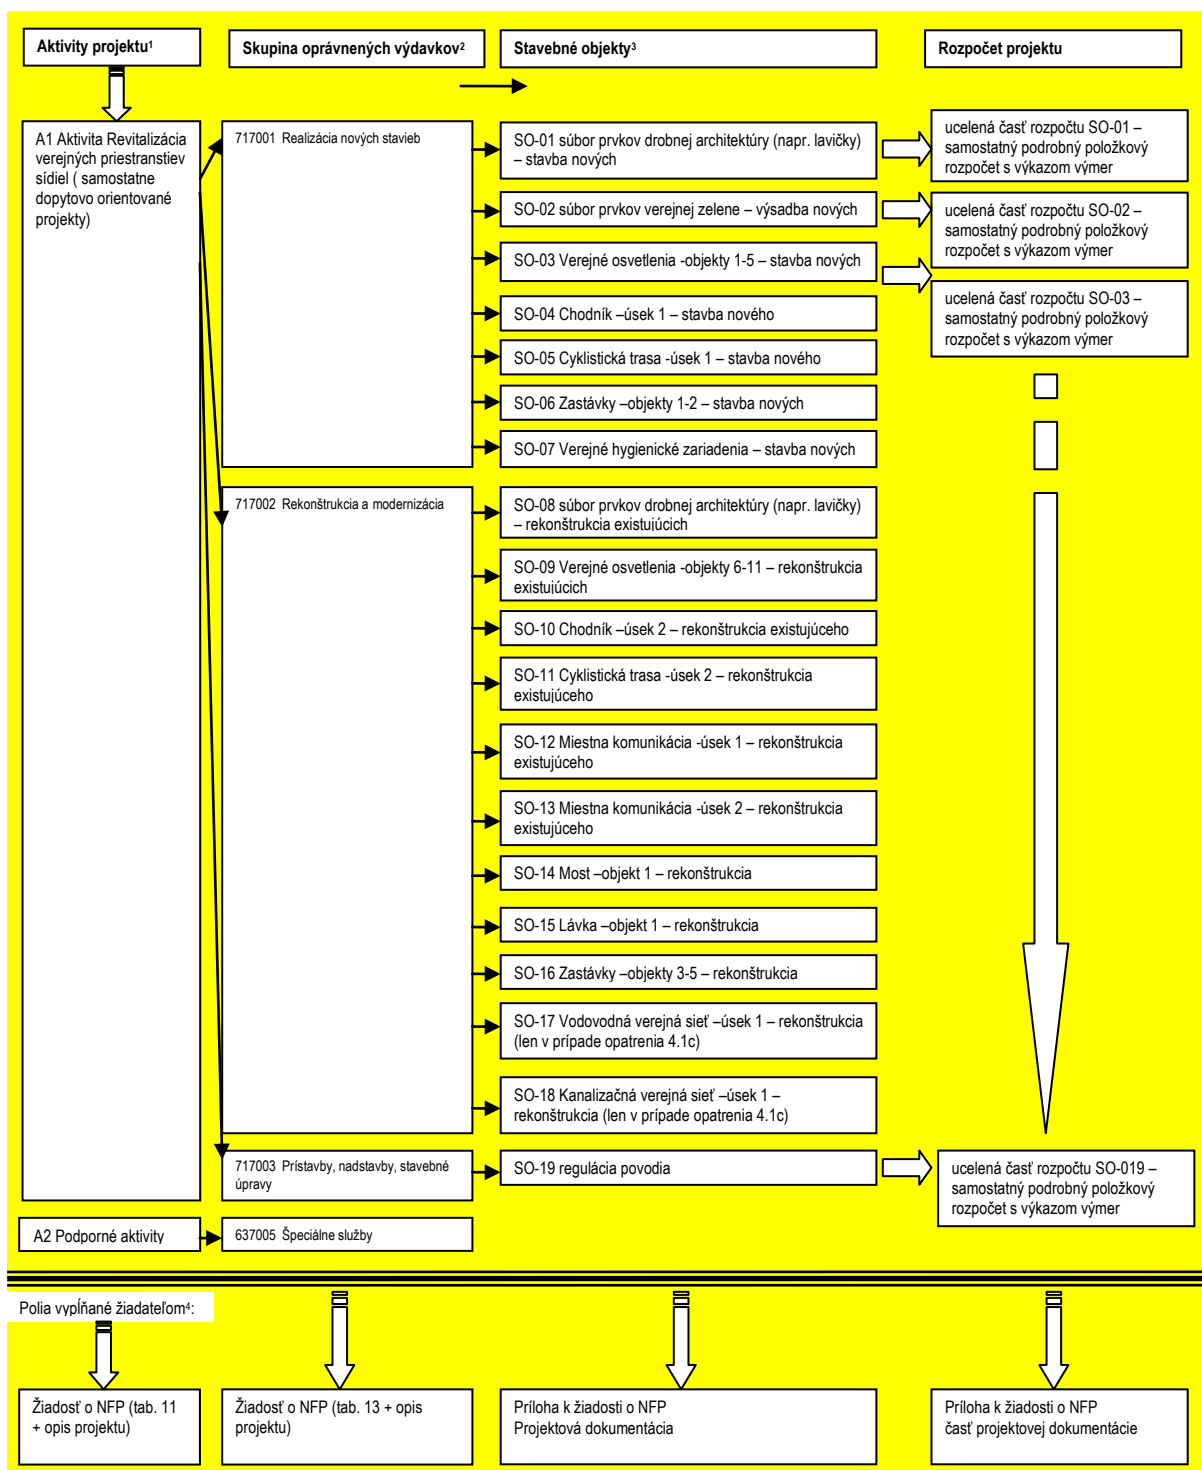 Aktivity projektu¹
Skupina oprávnených výdavkov²
Stavebné objekty³
Rozpočet projektu
A1 Aktivita Revitalizácia
verejných priestranstiev
sídiel ( samostatne
dopytovo orientované
projekty)
717001 Realizácia nových stavieb
SO-01 súbor prvkov drobnej architektúry (napr. lavičky)
– stavba nových
SO-02 súbor prvkov verejnej zelene – výsadba nových
SO-03 Verejné osvetlenia -objekty 1-5 – stavba nových
SO-04 Chodník –úsek 1 – stavba nového
SO-05 Cyklistická trasa -úsek 1 – stavba nového
SO-06 Zastávky –objekty 1-2 – stavba nových
SO-07 Verejné hygienické zariadenia – stavba nových
ucelená časť rozpočtu SO-01 –
samostatný podrobný položkový
rozpočet s výkazom výmer
ucelená časť rozpočtu SO-02 –
samostatný podrobný položkový
rozpočet s výkazom výmer
ucelená časť rozpočtu SO-03 –
samostatný podrobný položkový
rozpočet s výkazom výmer
717002 Rekonštrukcia a modernizácia
SO-08 súbor prvkov drobnej architektúry (napr. lavičky)
– rekonštrukcia existujúcich
SO-09 Verejné osvetlenia -objekty 6-11 – rekonštrukcia
existujúcich
SO-10 Chodník –úsek 2 – rekonštrukcia existujúceho
SO-11 Cyklistická trasa -úsek 2 – rekonštrukcia
existujúceho
SO-12 Miestna komunikácia -úsek 1 – rekonštrukcia
existujúceho
SO-13 Miestna komunikácia -úsek 2 – rekonštrukcia
existujúceho
SO-14 Most –objekt 1 – rekonštrukcia
SO-15 Lávka –objekt 1 – rekonštrukcia
SO-16 Zastávky –objekty 3-5 – rekonštrukcia
SO-17 Vodovodná verejná sieť –úsek 1 – rekonštrukcia
(len v prípade opatrenia 4.1c)
SO-18 Kanalizačná verejná sieť –úsek 1 –
rekonštrukcia (len v prípade opatrenia 4.1c)
717003 Prístavby, nadstavby, stavebné
úpravy
SO-19 regulácia povodia
ucelená časť rozpočtu SO-019 –
samostatný podrobný položkový
rozpočet s výkazom výmer
A2 Podporné aktivity
637005 Špeciálne služby
Polia vypĺňané žiadateľom⁴:
Žiadosť o NFP (tab. 11
+ opis projektu)
Žiadosť o NFP (tab. 13 + opis
projektu)
Príloha k žiadosti o NFP
Projektová dokumentácia
Príloha k žiadosti o NFP
časť projektovej dokumentácie